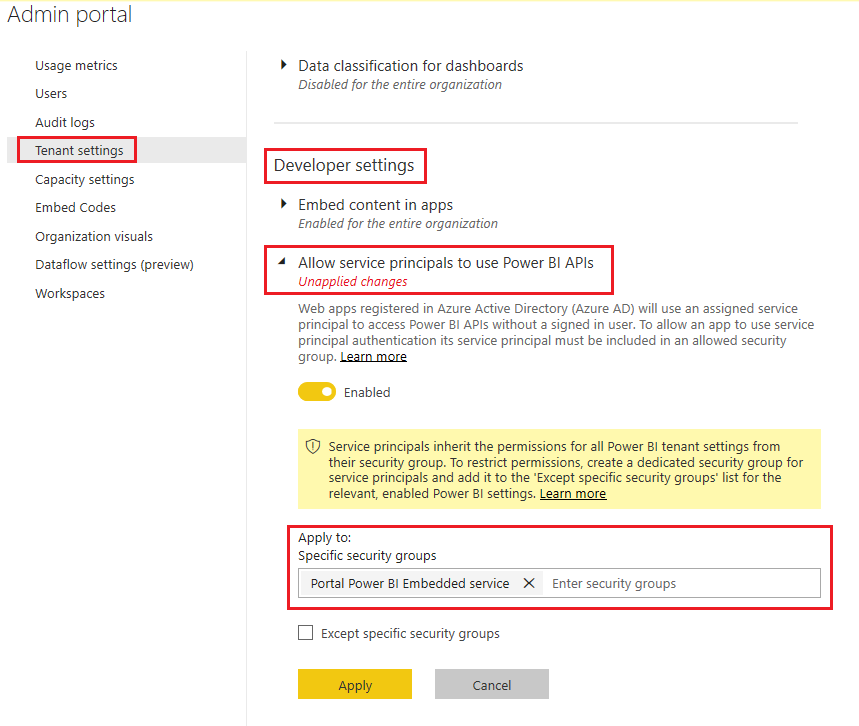 Admin portal
Usage metrics
Users
Audit logs
Tenant settings
Capacity settings
Embed Codes
Organization visuals
Dataflow settings (preview)
Workspaces
Data classification for dashboards
Disabled for the entire organization
Developer settings
Embed content in apps
Enabled for the entire organization
Allow service principals to use Power BI APIs
Unapplied changes
Web apps registered in Azure Active Directory (Azure AD) will use an assigned service
principal to access Power BI APIs without a signed in user. To allow an app to use service
principal authentication its service principal must be included in an allowed security
group. Learn more
Enabled
Service principals inherit the permissions for all Power BI tenant settings from
their security group. To restrict permissions, create a dedicated security group for
service principals and add it to the 'Except specific security groups' list for the
relevant, enabled Power BI settings. Learn more
Apply to:
Specific security groups
Portal Power BI Embedded service Enter security groups
Except specific security groups
Apply Cancel